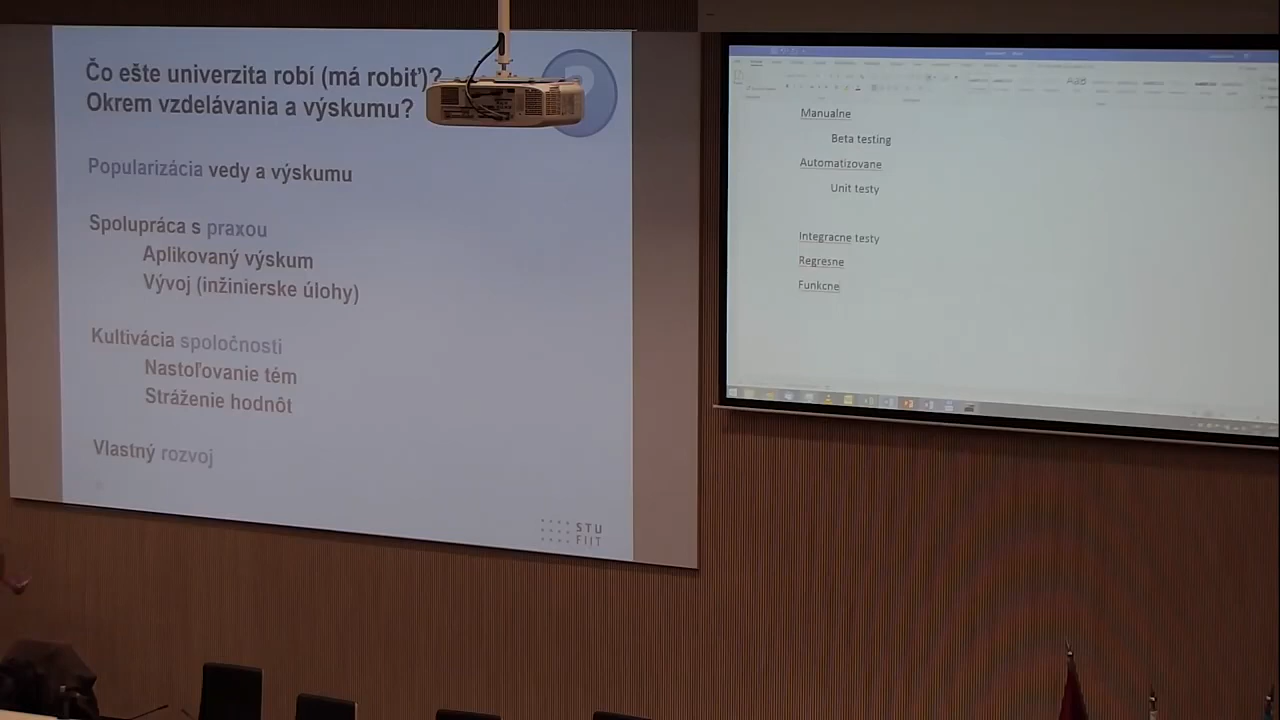 Čo ešte univerzita robí (má robiť)?
Okrem vzdelávania a výskumu?
?
Popularizácia vedy a výskumu
Spolupráca s praxou
Aplikovaný výskum
Vývoj (inžinierske úlohy)
Kultivácia spoločnosti
Nastoľovanie tém
Stráženie hodnôt
Vlastný rozvoj
STU
FIIT
Manualne
Beta testing
Automatizovane
Unit testy
Integracne testy
Regresne
Funkcne